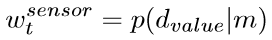 $w_t^{sensor} = p(d_{value}|m)$